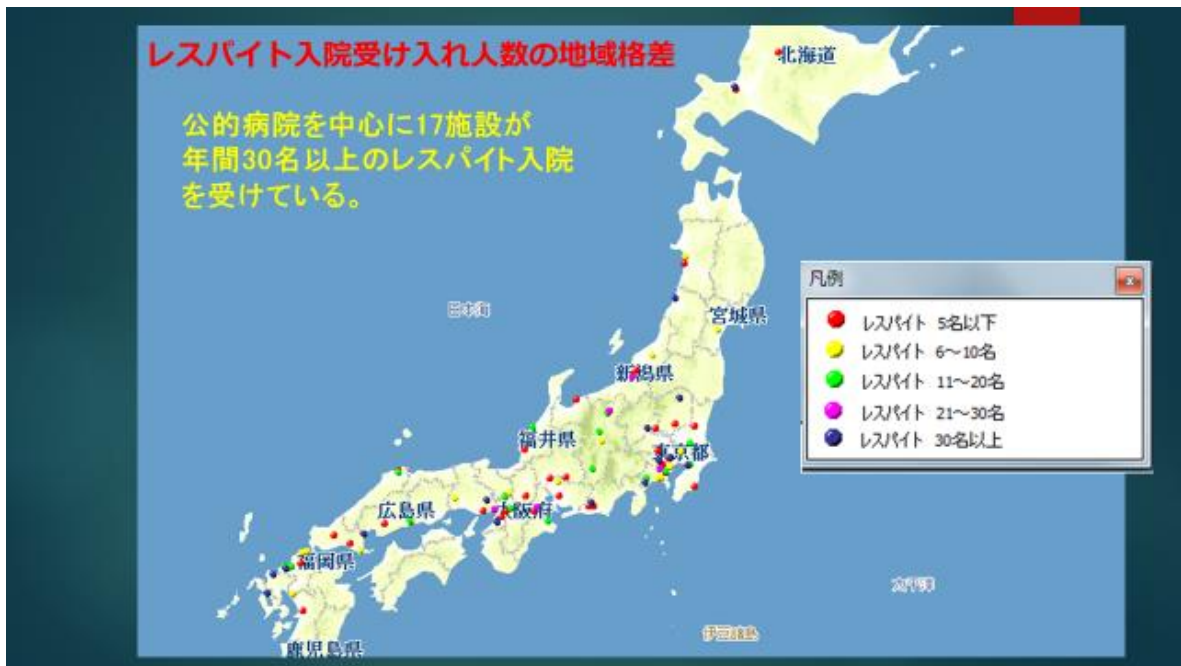 レスパイト入院受け入れ人数の地域格差
公的病院を中心に17施設が
年間30名以上のレスパイト入院
を受けている。
北海道
日本海
宮城県
新潟県
福井県
東京都
広島県
大阪府
福岡県
太平洋
伊豆諸島
鹿児島県
凡例
x
レスパイト 5名以下
レスパイト 6～10名
レスパイト 11～20名
レスパイト 21～30名
レスパイト 30名以上